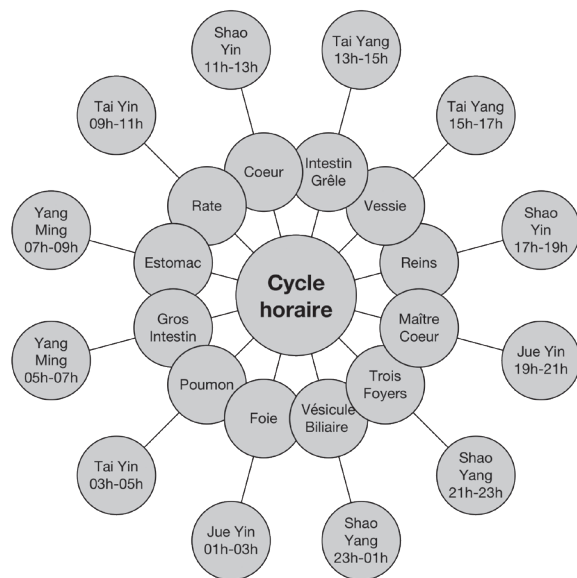 Shao
Yin
11h-13h
Tai Yang
13h-15h
Tai Yin
09h-11h
Tai Yang
15h-17h
Coeur
Intestin
Grêle
Rate
Vessie
Yang
Ming
07h-09h
Shao
Yin
17h-19h
Estomac
Reins
Cycle
horaire
Gros
Intestin
Maître
Coeur
Yang
Ming
05h-07h
Jue Yin
19h-21h
Poumon
Trois
Foyers
Foie
Vésicule
Biliaire
Tai Yin
03h-05h
Shao
Yang
21h-23h
Jue Yin
01h-03h
Shao
Yang
23h-01h